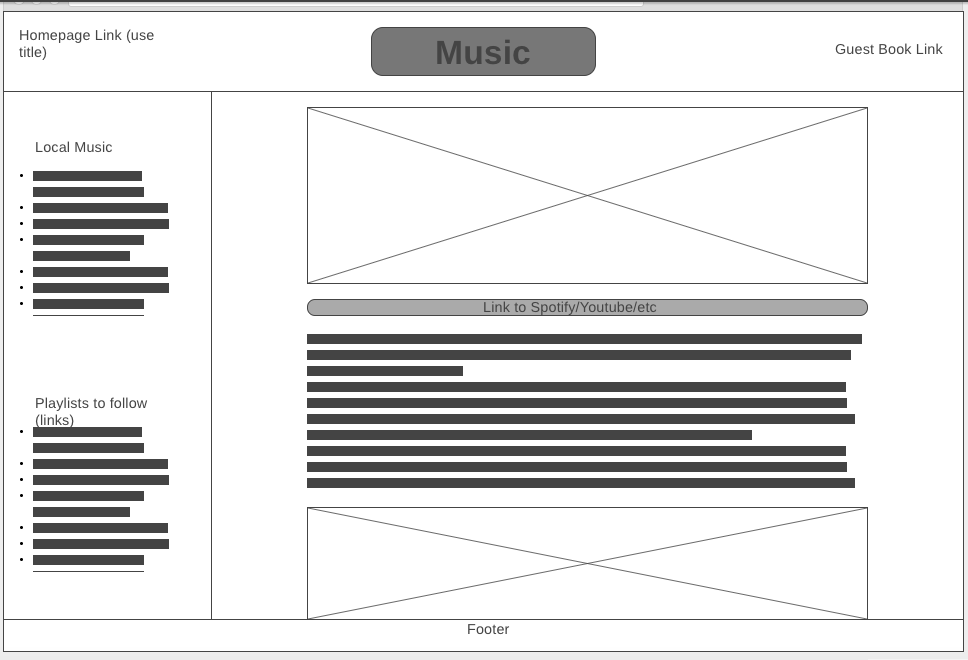 Homepage Link (use
title)
Music
Guest Book Link
Local Music
Playlists to follow
(links)
Link to Spotify/Youtube/etc
Footer